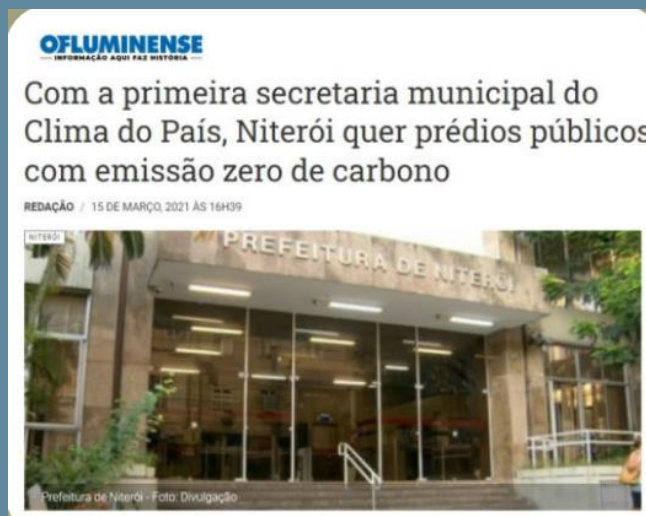 OFLUMINENSE
INFORMAÇÃO AQUI FAZ HISTÓRIA
Com a primeira secretaria municipal do
Clima do País, Niterói quer prédios públicos
com emissão zero de carbono
REDAÇÃO / 15 DE MARÇO, 2021 ÀS 16H39
NITERÓI
PREFEITURA DE NITERÓI
Prefeitura de Niterói - Foto: Divulgação